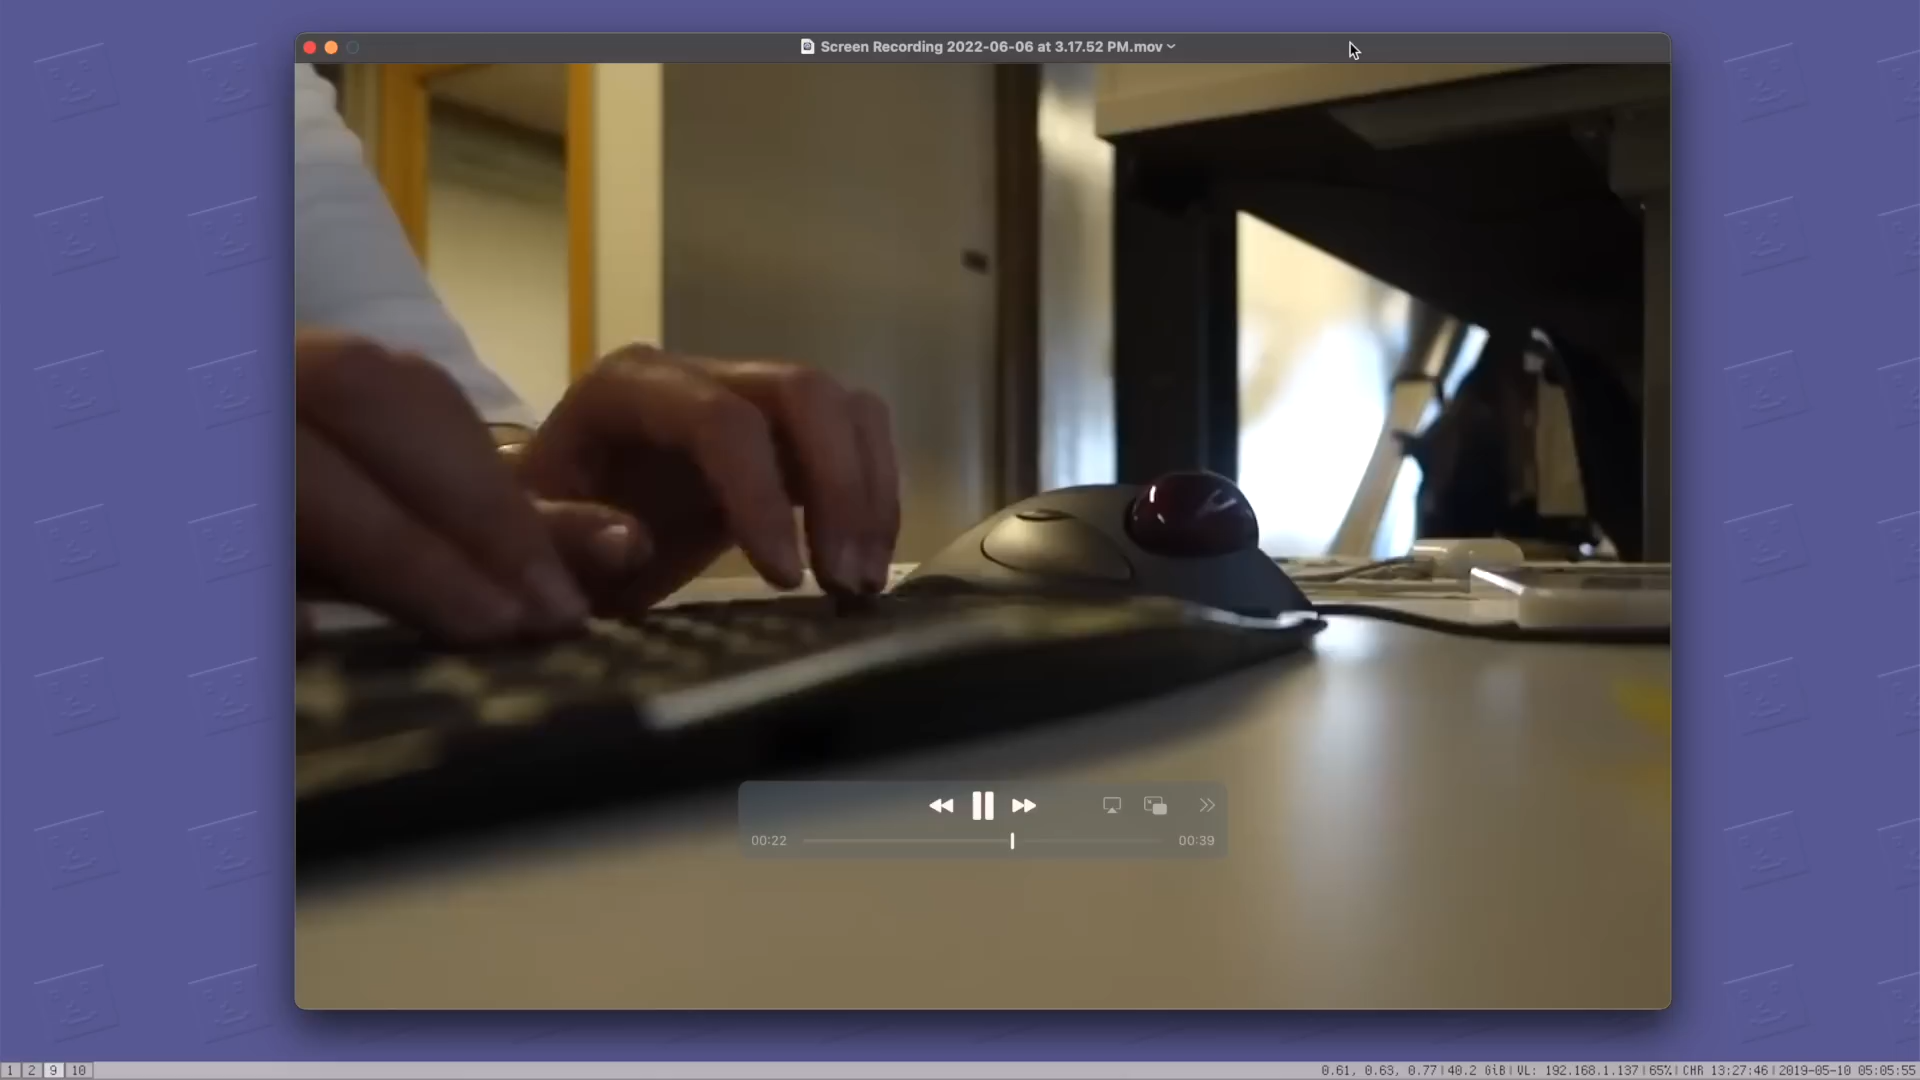 Screen Recording 2022-06-06 at 3.17.52 PM.mov
00:22
00:39
1 2 9 10
0.61, 0.63, 0.77|40.2 GiB|VL: 192.168.1.137|65%|CHR 13:27:46|2019-05-10 05:05:55